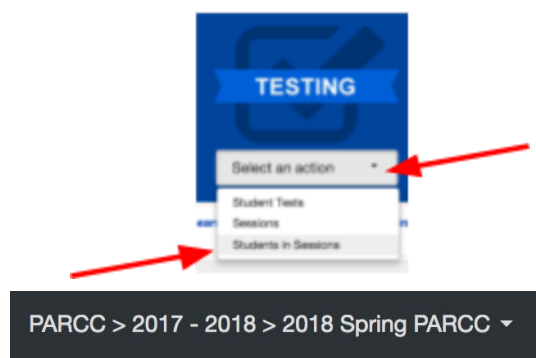 TESTING
Select an action
Student Tests
Sessions
Students in Sessions
PARCC > 2017 - 2018 > 2018 Spring PARCC